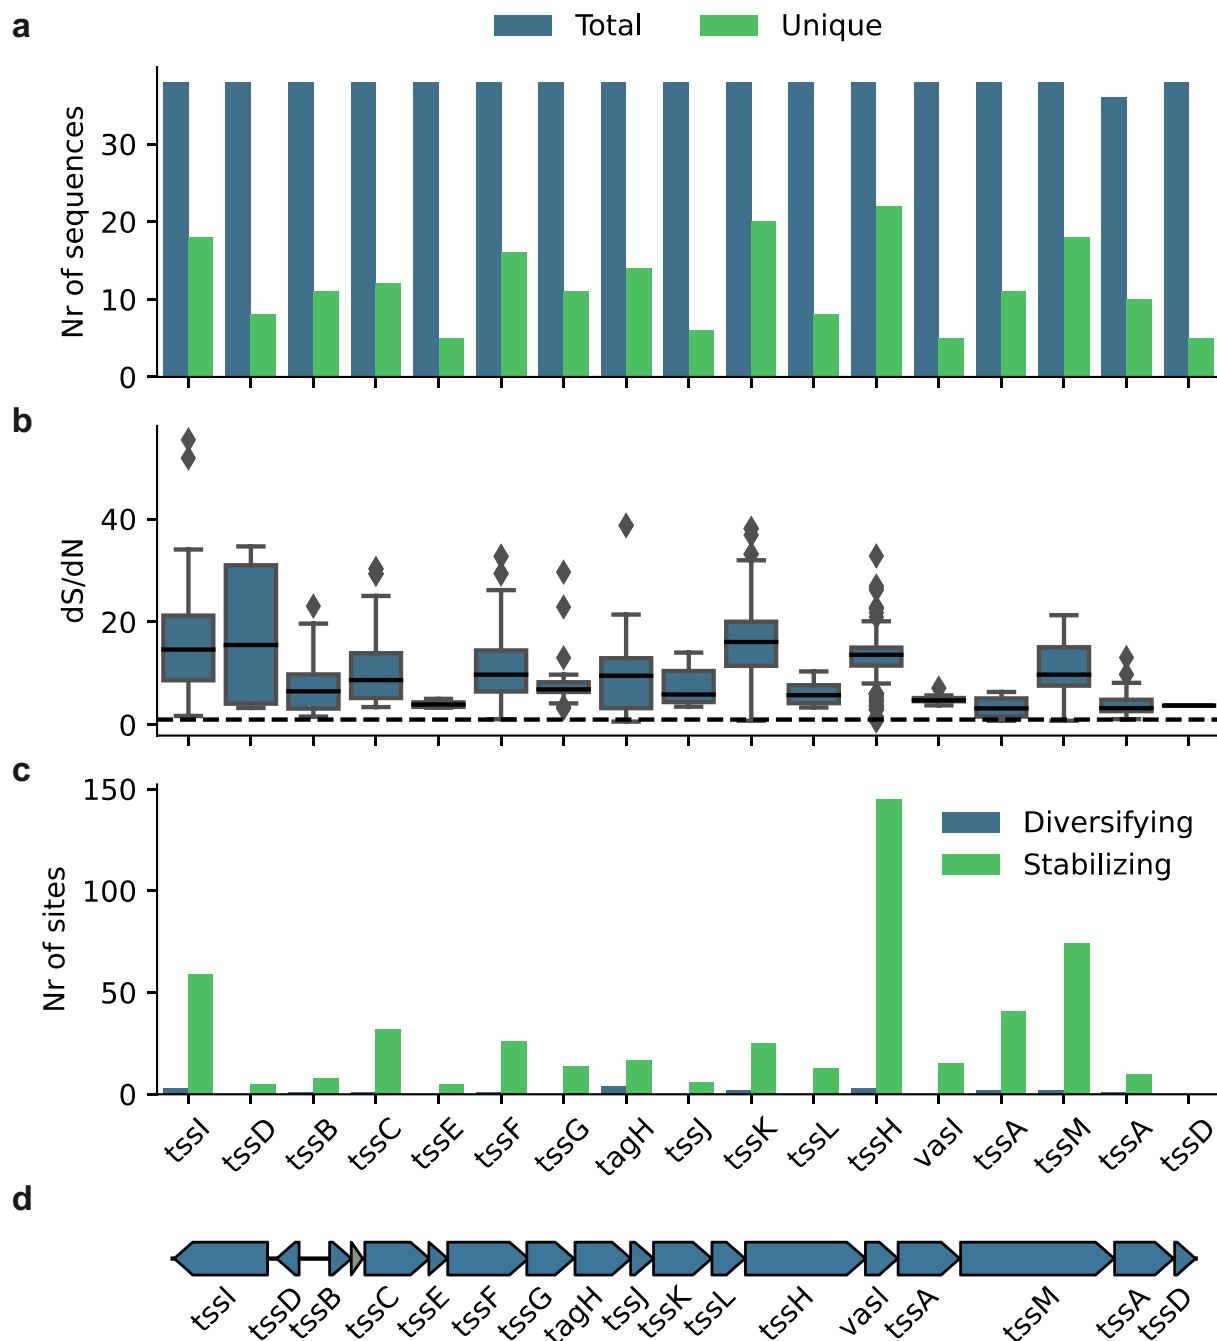 a
Total Unique
Nr of sequences
30
20
10
0
b
dS/dN
40
20
0
c
Nr of sites
150
100
50
0
Diversifying
Stabilizing
tssI tssD tssB tssC tssE tssF tssG tagH tssJ tssK tssL tssH vasI tssA tssM tssA tssD
d
tssI tssD tssB tssC tssE tssF tssG tagH tssJ tssK tssL tssH vasI tssA tssM tssA tssD